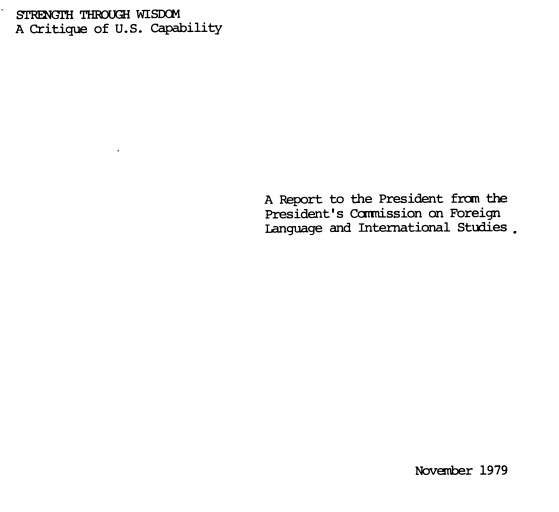 STRENGTH THROUGH WISDOM
A Critique of U.S. Capability
A Report to the President from the
President's Commission on Foreign
Language and International Studies.
November 1979